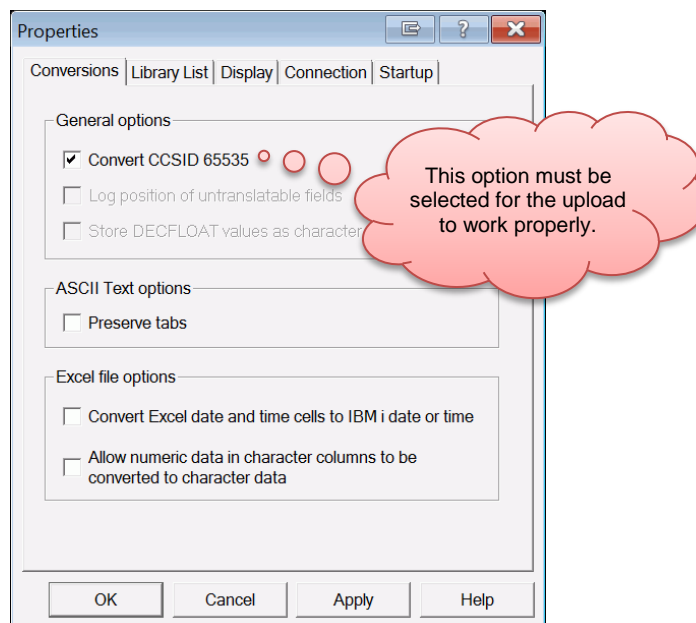 Properties
Conversions Library List Display Connection Startup
General options
Convert CCSID 65535
Log position of untranslatable fields
Store DECFLOAT values as character
This option must be
selected for the upload
to work properly.
ASCII Text options
Preserve tabs
Excel file options
Convert Excel date and time cells to IBM i date or time
Allow numeric data in character columns to be
converted to character data
OK Cancel Apply Help